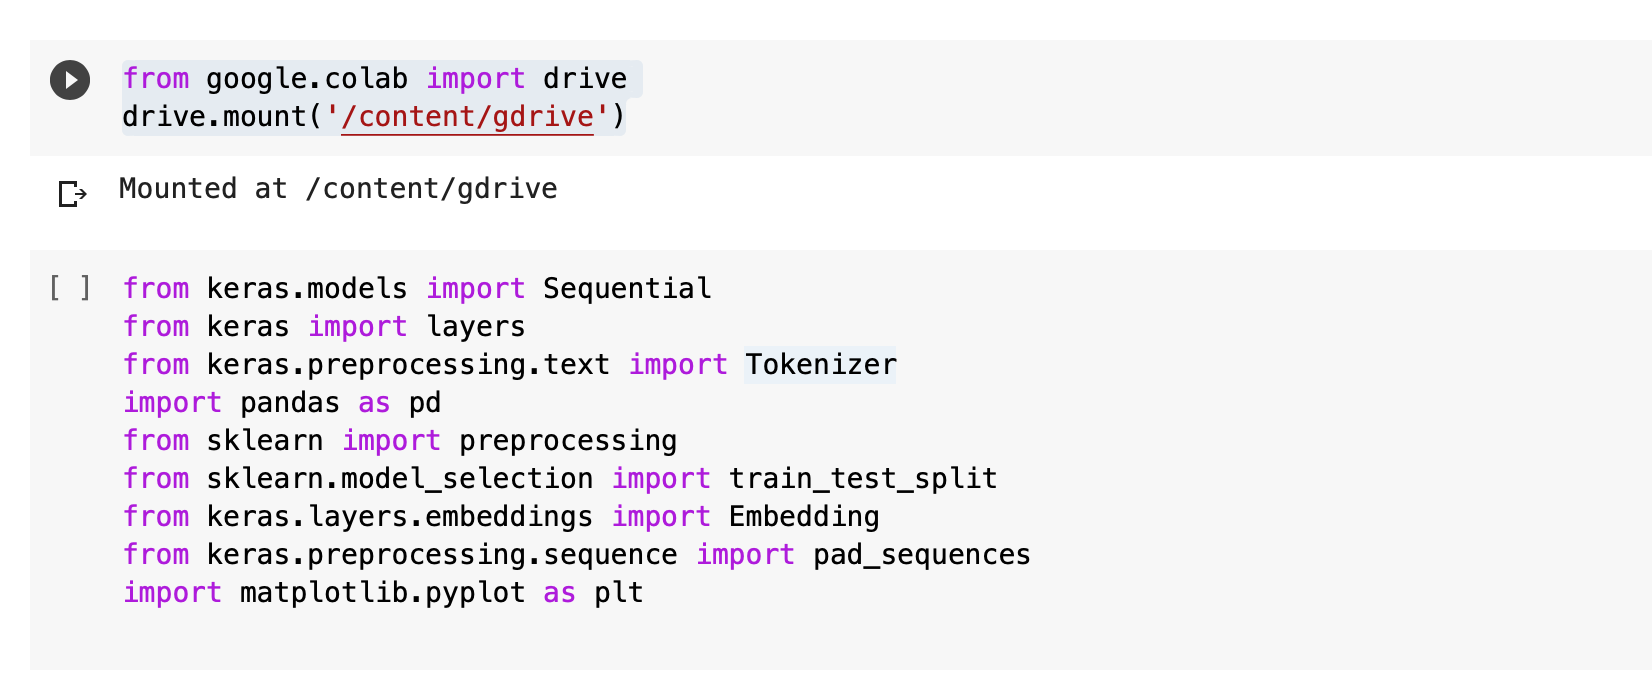 from google.colab import drive
drive.mount('/content/gdrive')
Mounted at /content/gdrive
[ ] from keras.models import Sequential
from keras import layers
from keras.preprocessing.text import Tokenizer
import pandas as pd
from sklearn import preprocessing
from sklearn.model_selection import train_test_split
from keras.layers.embeddings import Embedding
from keras.preprocessing.sequence import pad_sequences
import matplotlib.pyplot as plt